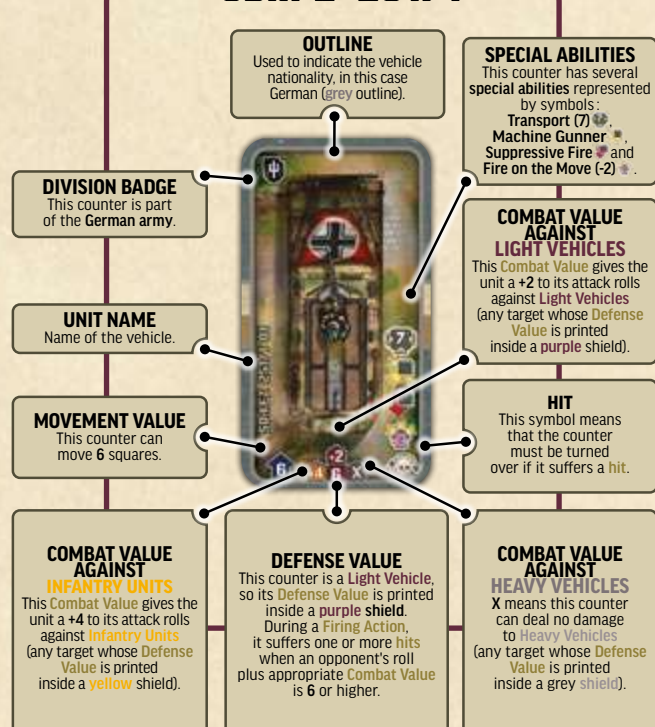 OUTLINE
Used to indicate the vehicle
nationality, in this case
German (grey outline).
SPECIAL ABILITIES
This counter has several
special abilities represented
by symbols:
Transport (7) ,
Machine Gunner ,
Suppressive Fire and
Fire on the Move (-2) .
DIVISION BADGE
This counter is part
of the German army.
COMBAT VALUE
AGAINST
LIGHT VEHICLES
This Combat Value gives the
unit a +2 to its attack rolls
against Light Vehicles
(any target whose Defense
Value is printed
inside a purple shield).
UNIT NAME
Name of the vehicle.
7
MOVEMENT VALUE
This counter can
move 6 squares.
HIT
This symbol means
that the counter
must be turned
over if it suffers a hit.
6
4
+2
6
X
COMBAT VALUE
AGAINST
INFANTRY UNITS
This Combat Value gives the
unit a +4 to its attack rolls
against Infantry Units
(any target whose Defense
Value is printed
inside a yellow shield).
DEFENSE VALUE
This counter is a Light Vehicle,
so its Defense Value is printed
inside a purple shield.
During a Firing Action,
it suffers one or more hits
when an opponent's roll
plus appropriate Combat Value
is 6 or higher.
COMBAT VALUE
AGAINST
HEAVY VEHICLES
X means this counter
can deal no damage
to Heavy Vehicles
(any target whose Defense
Value is printed
inside a grey shield).